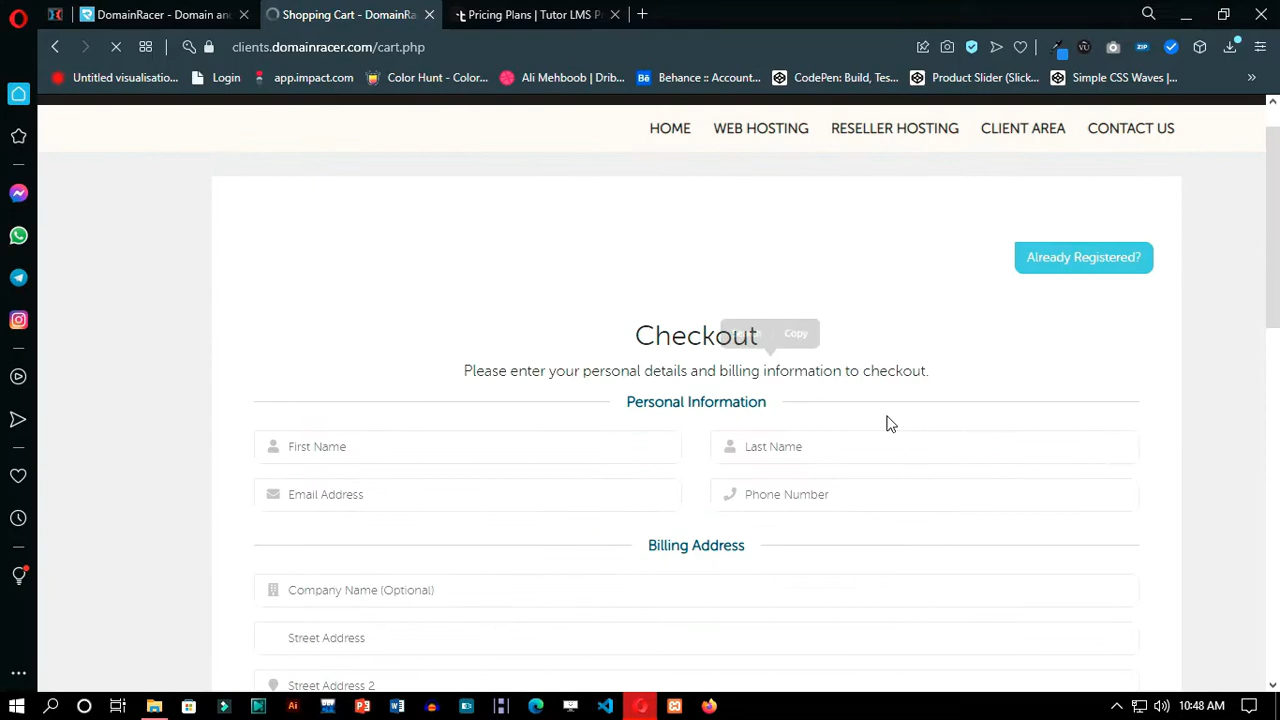 DomainRacer - Domain and
Shopping Cart - DomainRa
Pricing Plans | Tutor LMS P
clients.domainracer.com/cart.php
Untitled visualisatio...
Login
app.impact.com
Color Hunt - Color...
Ali Mehboob | Drib...
Behance :: Account...
CodePen: Build, Tes...
Product Slider (Slick...
Simple CSS Waves |...
HOME
WEB HOSTING
RESELLER HOSTING
CLIENT AREA
CONTACT US
Already Registered?
Checkout
Copy
Please enter your personal details and billing information to checkout.
Personal Information
First Name
Last Name
Email Address
Phone Number
Billing Address
Company Name (Optional)
Street Address
Street Address 2
10:48 AM